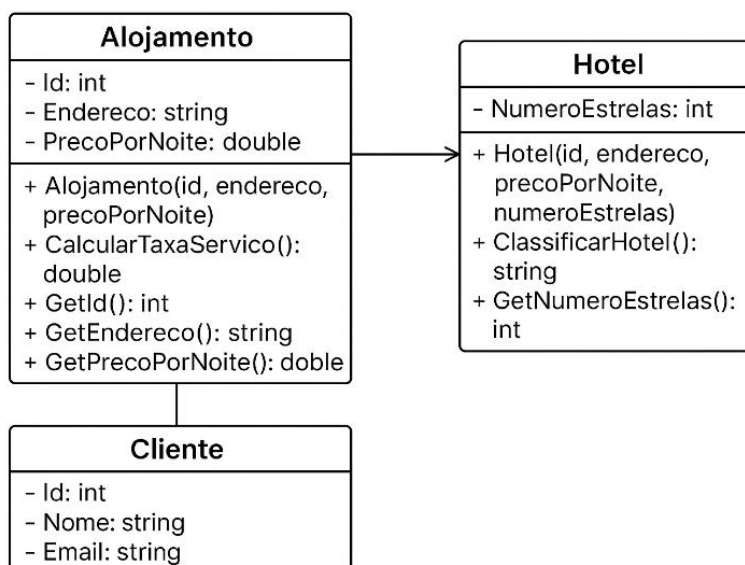 Alojamento
- Id: int
- Endereco: string
- PrecoPorNoite: double
+ Alojamento(id, endereco,
precoPorNoite)
+ CalcularTaxaServico():
double
+ GetId(): int
+ GetEndereco(): string
+ GetPrecoPorNoite(): doble
Hotel
- NumeroEstrelas: int
+ Hotel(id, endereco,
precoPorNoite,
numeroEstrelas)
+ ClassificarHotel():
string
+ GetNumeroEstrelas():
int
Cliente
- Id: int
- Nome: string
- Email: string